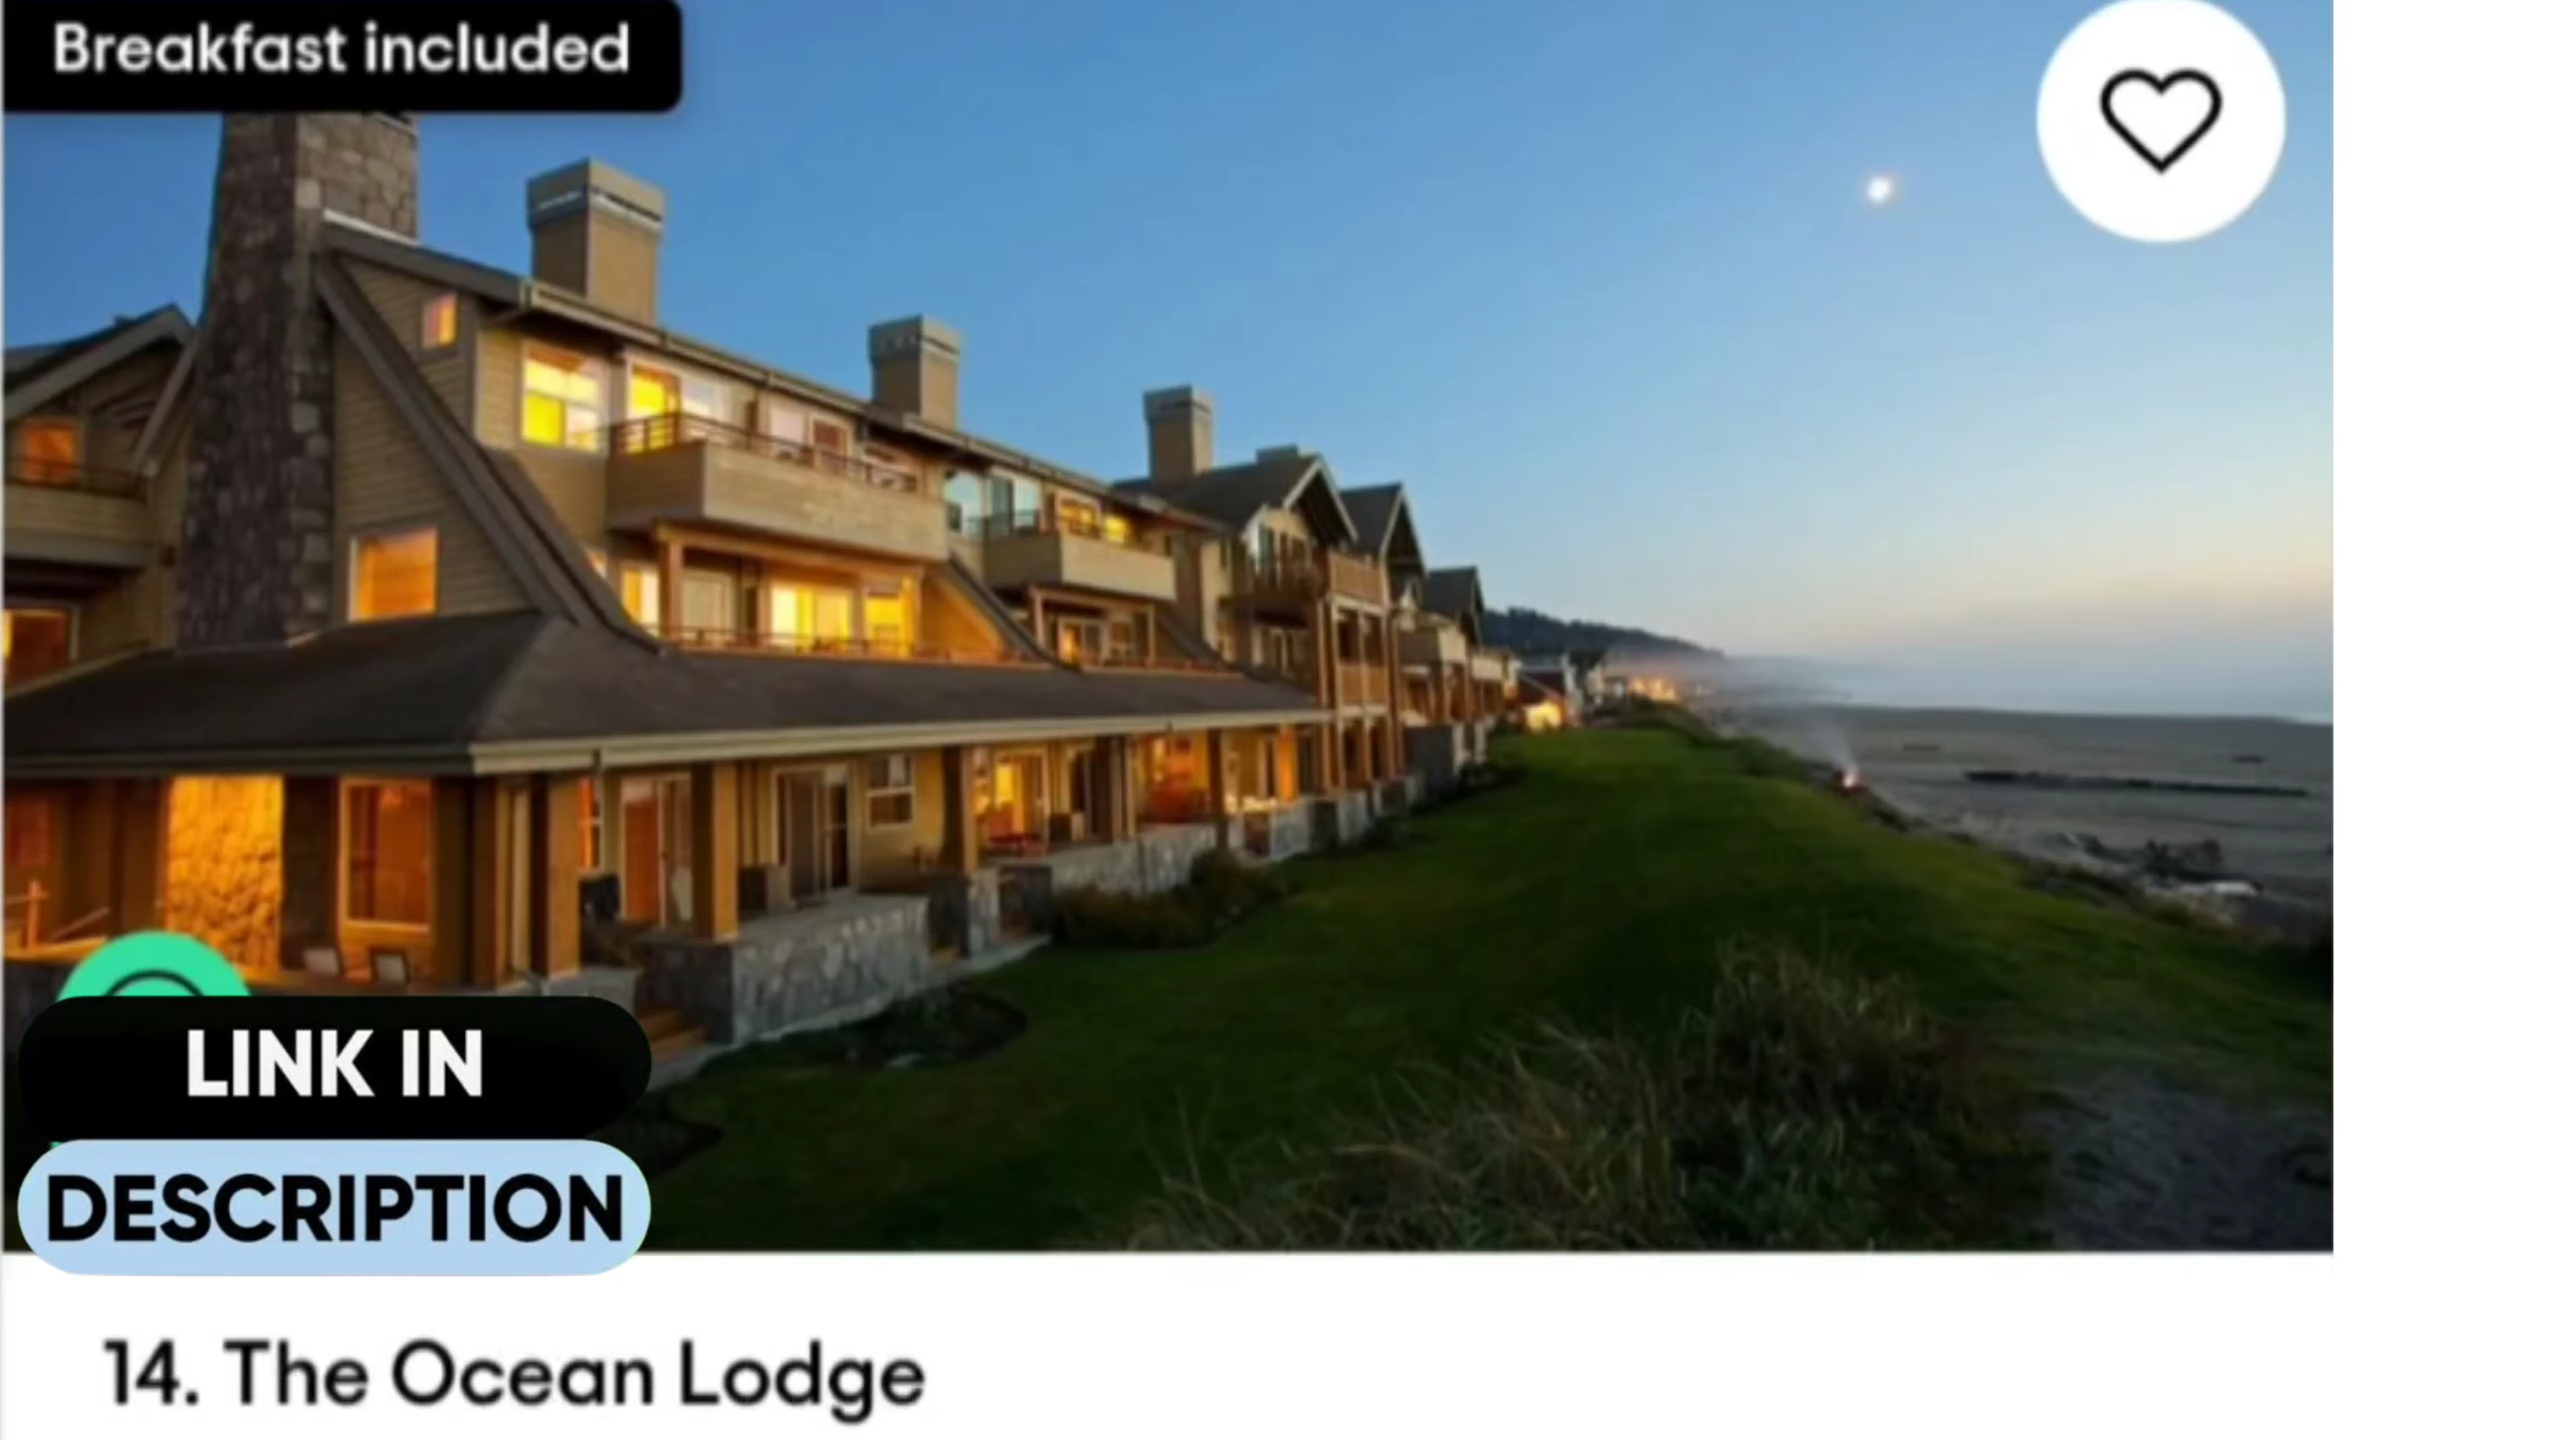 Breakfast included
LINK IN
DESCRIPTION
14. The Ocean Lodge